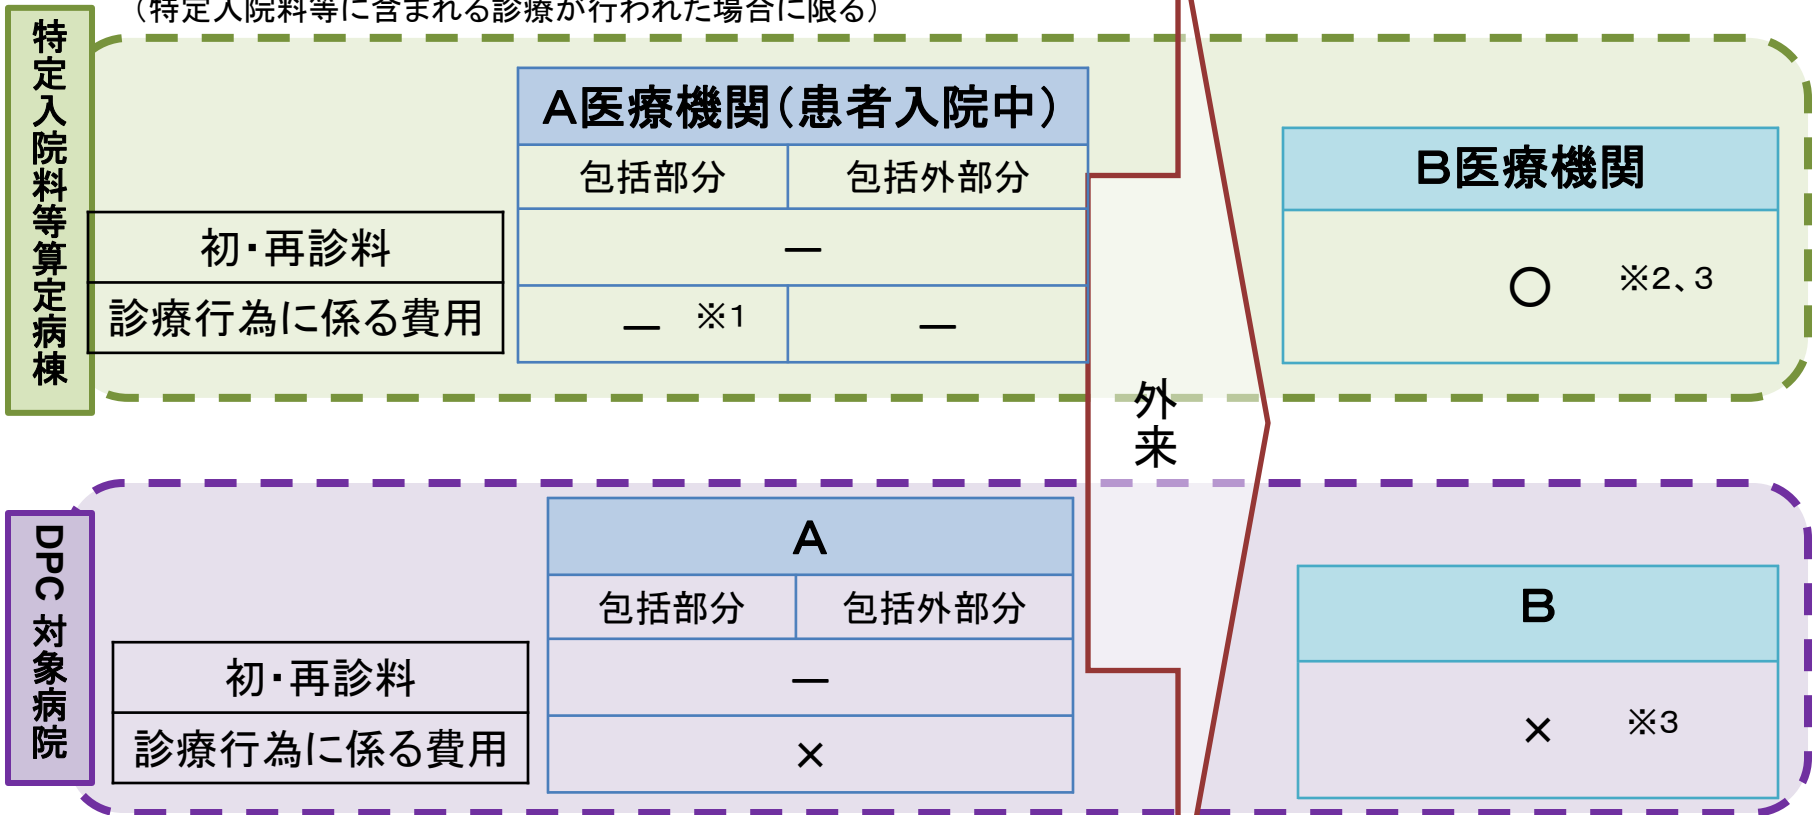 （特定入院料等に含まれる診療が行われた場合に限る）
特定入院料等算定病棟
A医療機関（患者入院中）
包括部分 包括外部分
初・再診料 ―
診療行為に係る費用 ― ※1 ―
B医療機関
○ ※2、3
外来
DPC 対象病院
A
包括部分 包括外部分
初・再診料 ―
診療行為に係る費用 ×
B
× ※3